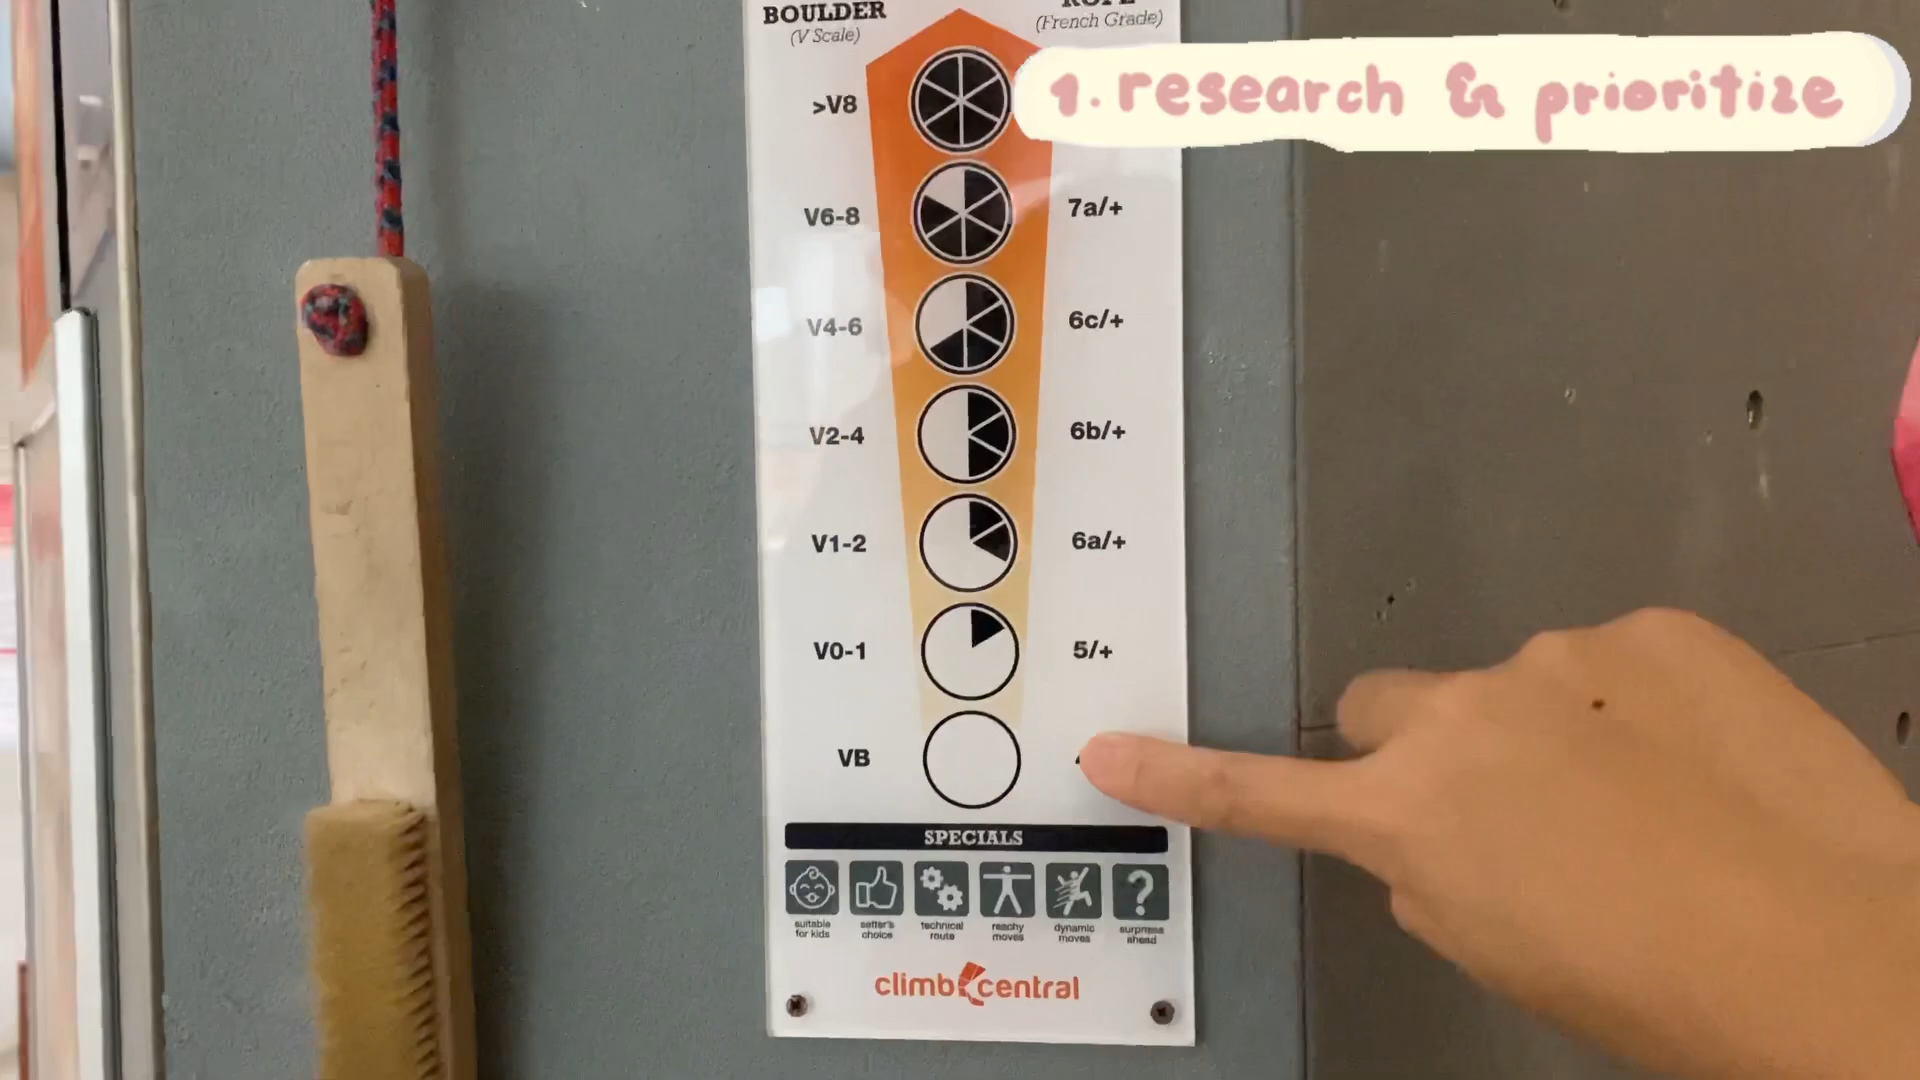 BOULDER
(V Scale)
ROPE
(French Grade)
1. research & prioritize
>V8
V6-8 7a/+
V4-6 6c/+
V2-4 6b/+
V1-2 6a/+
V0-1 5/+
VB
SPECIALS
suitable for kids
setter's choice
technical route
reachy moves
dynamic moves
surprise ahead
climb central